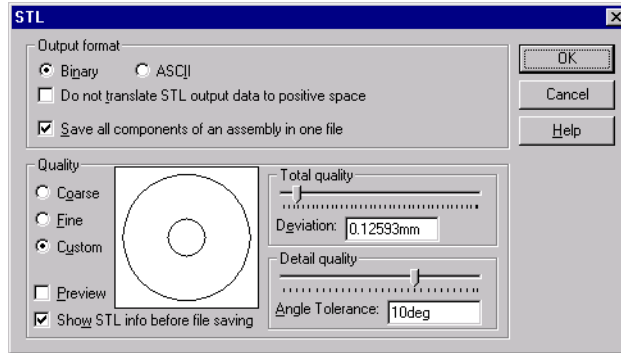 STL
Output format
Binary ASCII
Do not translate STL output data to positive space
Save all components of an assembly in one file
OK
Cancel
Help
Quality
Coarse
Fine
Custom
Preview
Show STL info before file saving
Total quality
Deviation: 0.12593mm
Detail quality
Angle Tolerance: 10deg